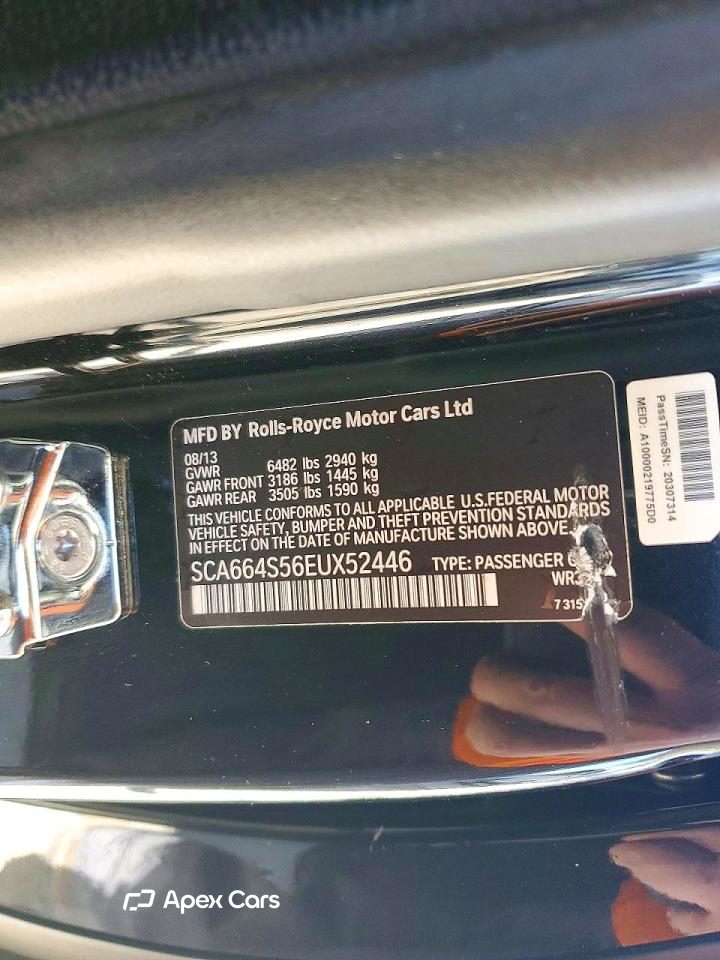 MFD BY Rolls-Royce Motor Cars Ltd
08/13
GVWR 6482 lbs 2940 kg
GAWR FRONT 3186 lbs 1445 kg
GAWR REAR 3505 lbs 1590 kg
THIS VEHICLE CONFORMS TO ALL APPLICABLE U.S.FEDERAL MOTOR
VEHICLE SAFETY, BUMPER AND THEFT PREVENTION STANDARDS
IN EFFECT ON DATE OF MANUFACTURE SHOWN ABOVE.
SCA664S56EUX52446 TYPE: PASSENGER
PassTimeSN: 20307314
MEID: A10000219775D0
Apex Cars